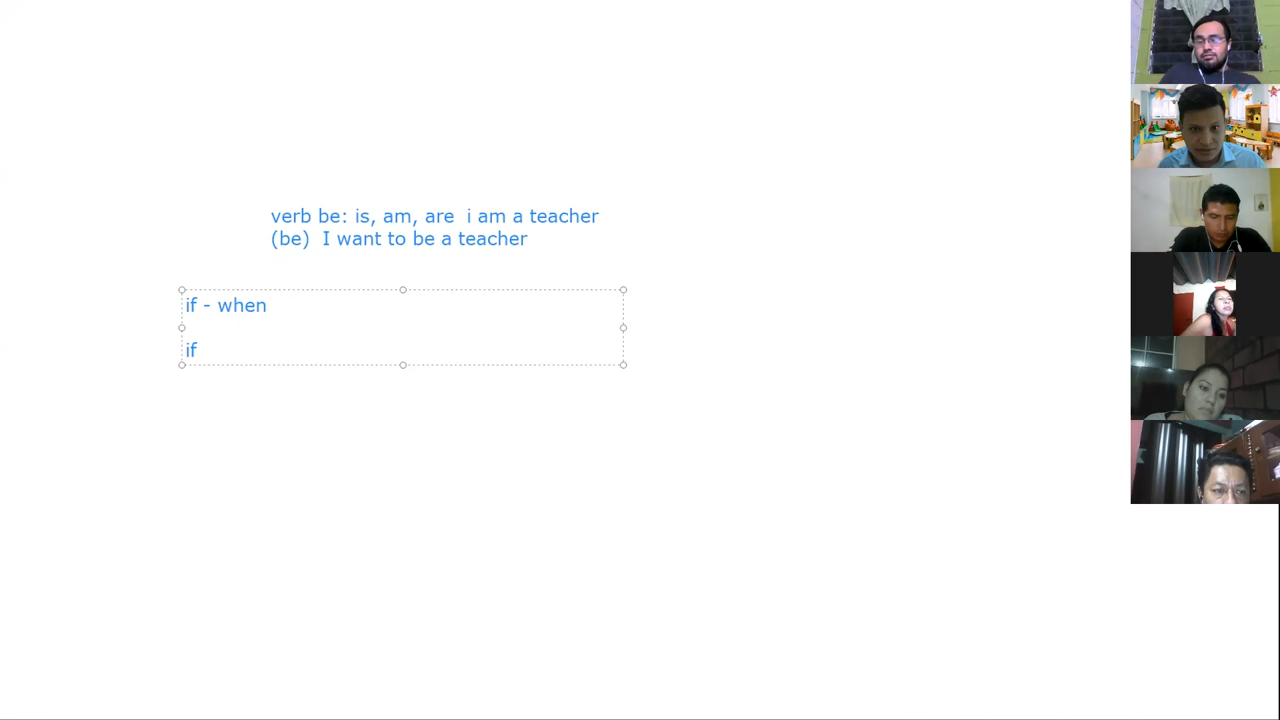 verb be: is, am, are  i am a teacher
(be)  I want to be a teacher
if - when
if